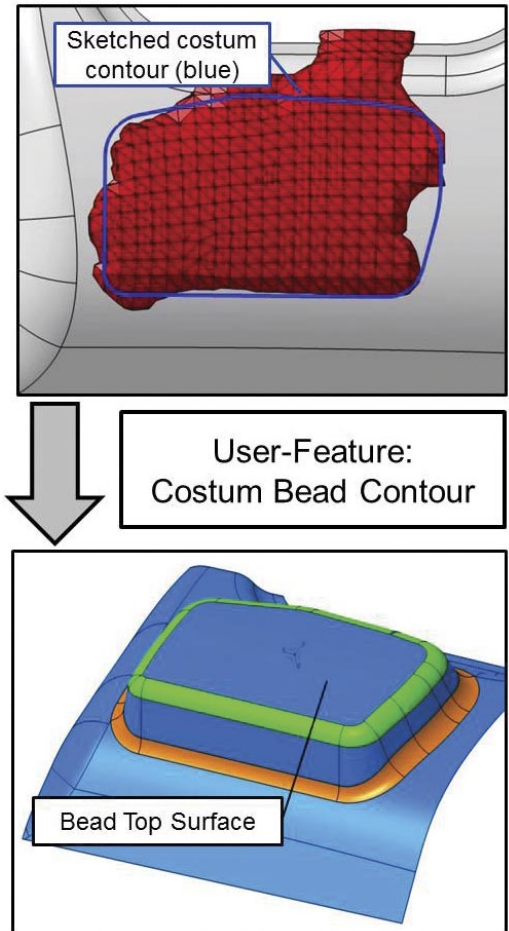 Sketched costum
contour (blue)
User-Feature:
Costum Bead Contour
Bead Top Surface